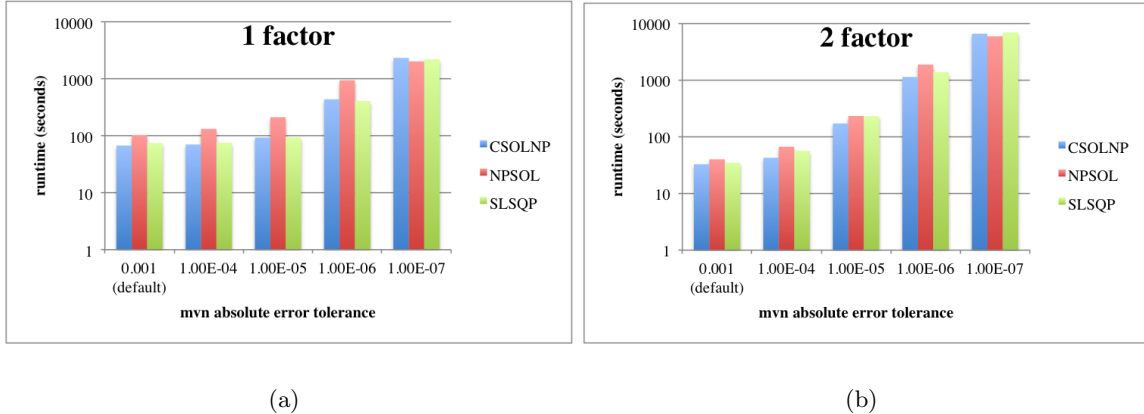 1 factor
10000
1000
100
10
1
runtime (seconds)
0.001 1.00E-04 1.00E-05 1.00E-06 1.00E-07
(default)
mvn absolute error tolerance
CSOLNP
NPSOL
SLSQP
(a)
2 factor
10000
1000
100
10
1
runtime (seconds)
0.001 1.00E-04 1.00E-05 1.00E-06 1.00E-07
(default)
mvn absolute error tolerance
CSOLNP
NPSOL
SLSQP
(b)